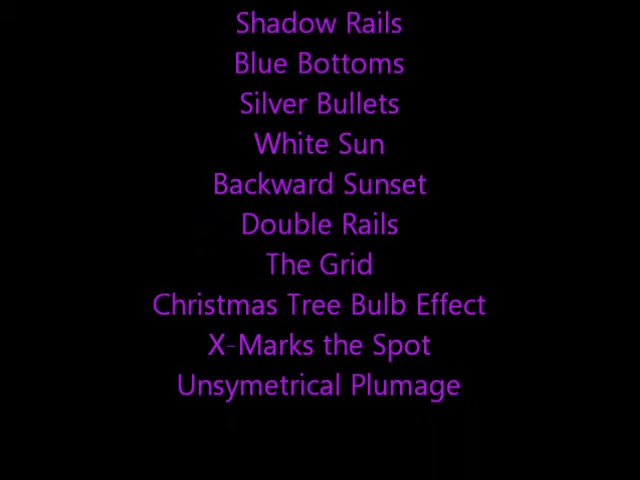 Shadow Rails
Blue Bottoms
Silver Bullets
White Sun
Backward Sunset
Double Rails
The Grid
Christmas Tree Bulb Effect
X-Marks the Spot
Unsymetrical Plumage